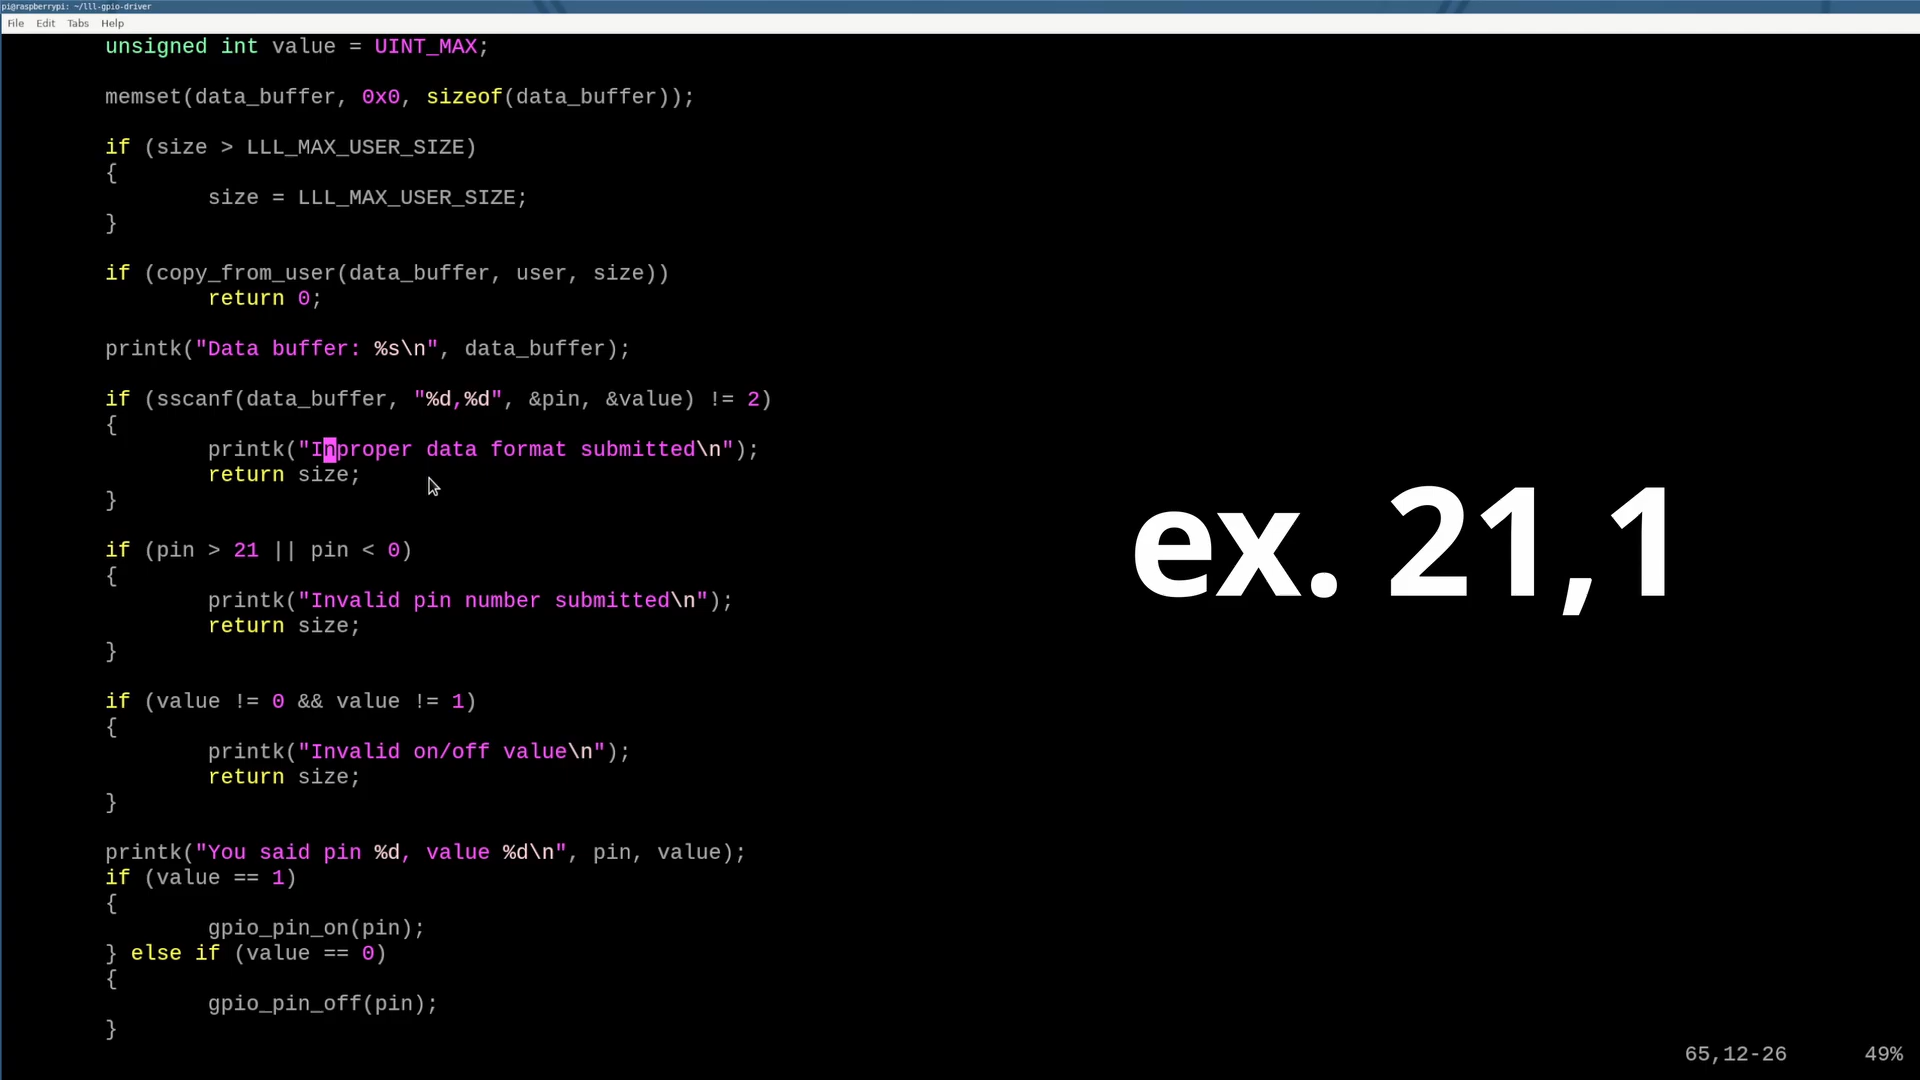 pi@raspberrypi: ~/lll-gpio-driver
File Edit Tabs Help
unsigned int value = UINT_MAX;
memset(data_buffer, 0x0, sizeof(data_buffer));
if (size > LLL_MAX_USER_SIZE)
{
size = LLL_MAX_USER_SIZE;
}
if (copy_from_user(data_buffer, user, size))
return 0;
printk("Data buffer: %s\n", data_buffer);
if (sscanf(data_buffer, "%d,%d", &pin, &value) != 2)
{
printk("Inproper data format submitted\n");
return size;
}
if (pin > 21 || pin < 0)
{
printk("Invalid pin number submitted\n");
return size;
}
if (value != 0 && value != 1)
{
printk("Invalid on/off value\n");
return size;
}
printk("You said pin %d, value %d\n", pin, value);
if (value == 1)
{
gpio_pin_on(pin);
} else if (value == 0)
{
gpio_pin_off(pin);
}
ex. 21,1
65,12-26 49%